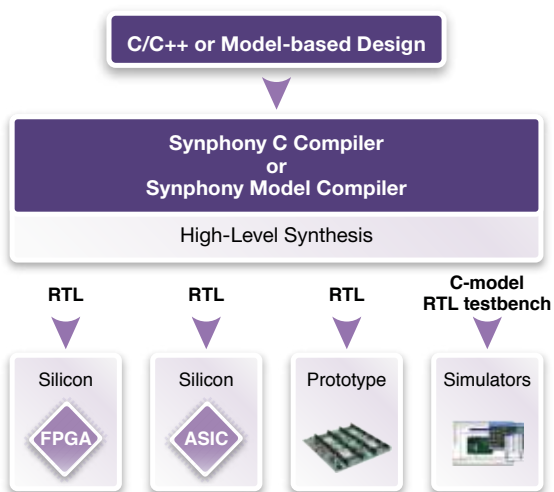 C/C++ or Model-based Design
Synphony C Compiler
or
Synphony Model Compiler
High-Level Synthesis
RTL
RTL
RTL
C-model
RTL testbench
Silicon
FPGA
Silicon
ASIC
Prototype
Simulators